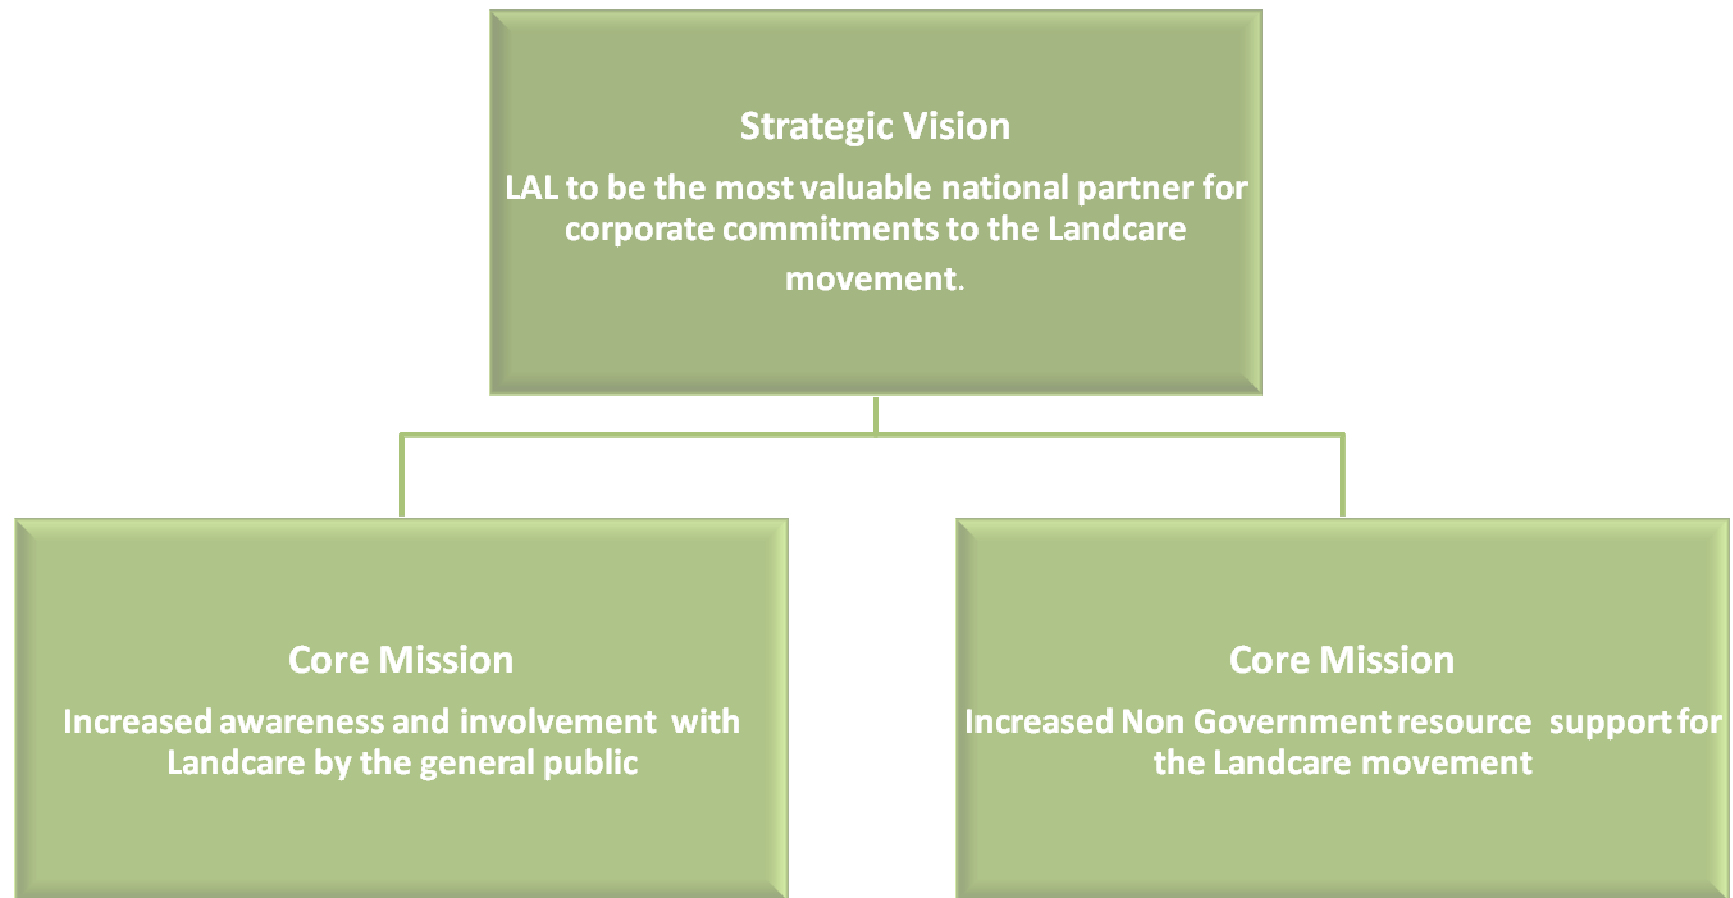 Strategic Vision
LAL to be the most valuable national partner for
corporate commitments to the Landcare
movement.
Core Mission
Increased awareness and involvement with
Landcare by the general public
Core Mission
Increased Non Government resource support for
the Landcare movement